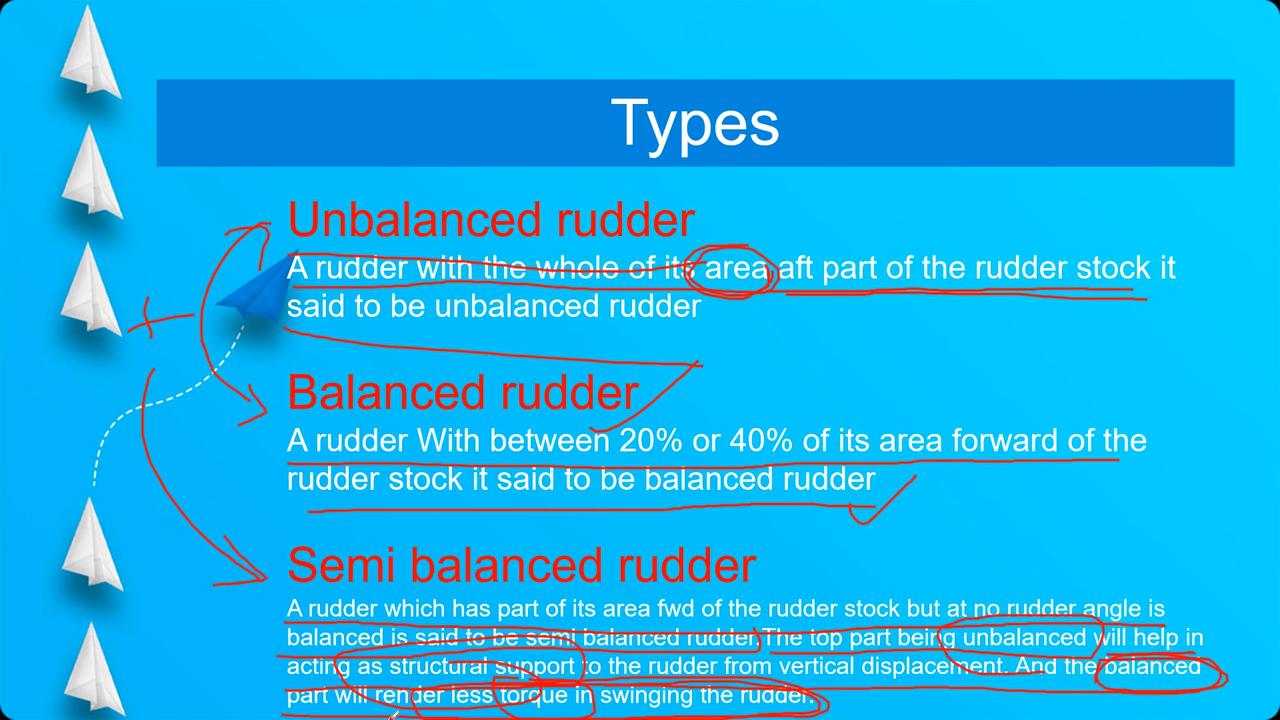 Types
Unbalanced rudder
A rudder with the whole of its area aft part of the rudder stock it
said to be unbalanced rudder
Balanced rudder
A rudder With between 20% or 40% of its area forward of the
rudder stock it said to be balanced rudder
Semi balanced rudder
A rudder which has part of its area fwd of the rudder stock but at no rudder angle is
balanced is said to be semi balanced rudder.The top part being unbalanced will help in
acting as structural support to the rudder from vertical displacement. And the balanced
part will render less torque in swinging the rudder.